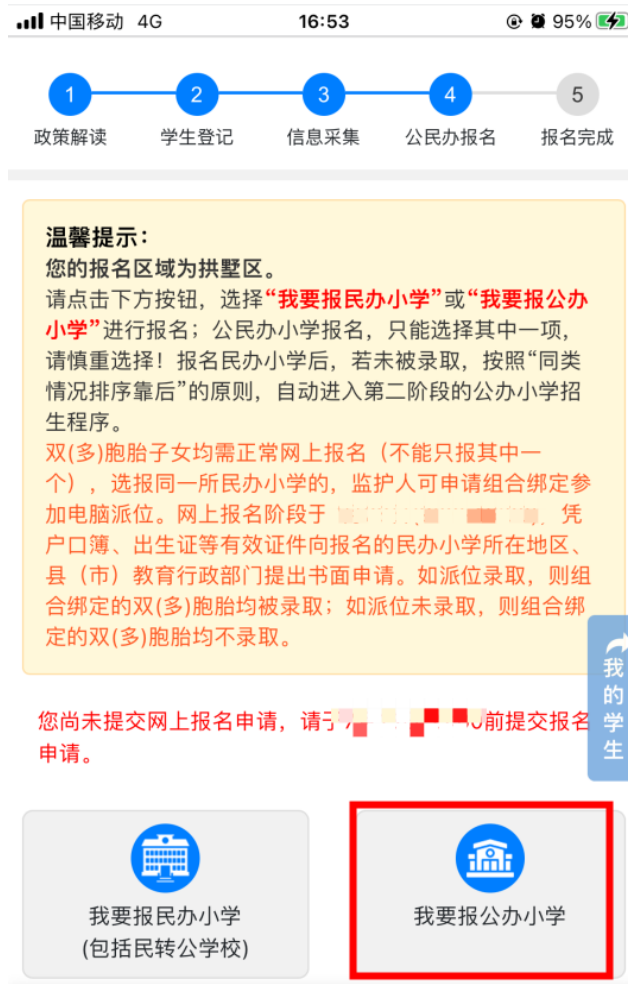 中国移动 4G 16:53 95%
1 2 3 4 5
政策解读 学生登记 信息采集 公民办报名 报名完成
温馨提示：
您的报名区域为拱墅区。
请点击下方按钮，选择“我要报民办小学”或“我要报公办
小学”进行报名；公民办小学报名，只能选择其中一项，
请慎重选择！报名民办小学后，若未被录取，按照“同类
情况排序靠后”的原则，自动进入第二阶段的公办小学招
生程序。
双(多)胞胎子女均需正常网上报名（不能只报其中一
个），选报同一所民办小学的，监护人可申请组合绑定参
加电脑派位。网上报名阶段于 凭
户口簿、出生证等有效证件向报名的民办小学所在地区、
县（市）教育行政部门提出书面申请。如派位录取，则组
合绑定的双(多)胞胎均被录取；如派位未录取，则组合绑
定的双(多)胞胎均不录取。
我的学生
您尚未提交网上报名申请，请于 前提交报名
申请。
我要报民办小学
(包括民转公学校)
我要报公办小学